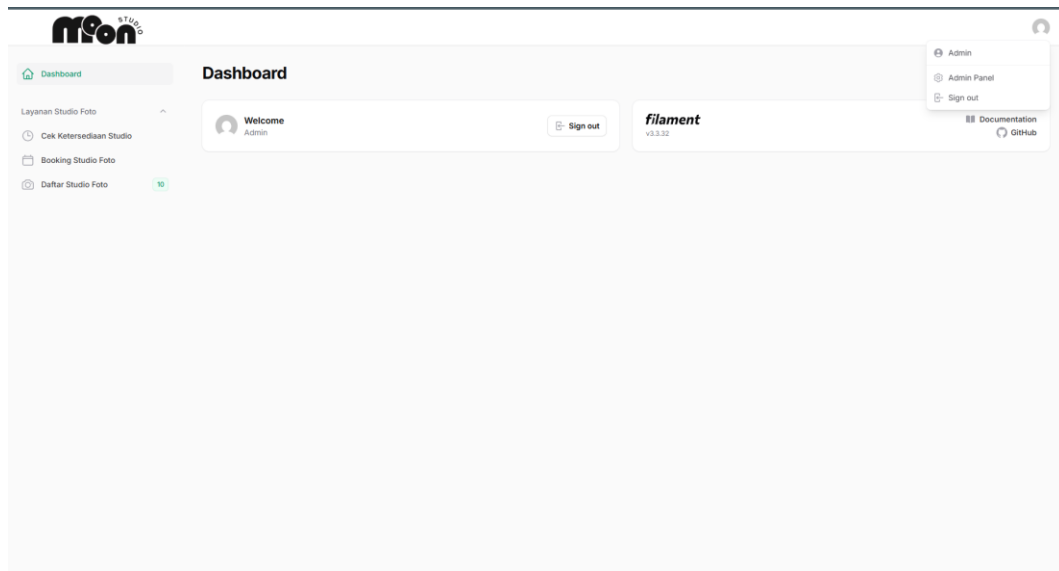 MOON STUDIO
Admin
Admin Panel
Sign out
Dashboard
Layanan Studio Foto
Cek Ketersediaan Studio
Booking Studio Foto
Daftar Studio Foto 10
Dashboard
Welcome
Admin
Sign out
filament
v3.3.32
Documentation
GitHub